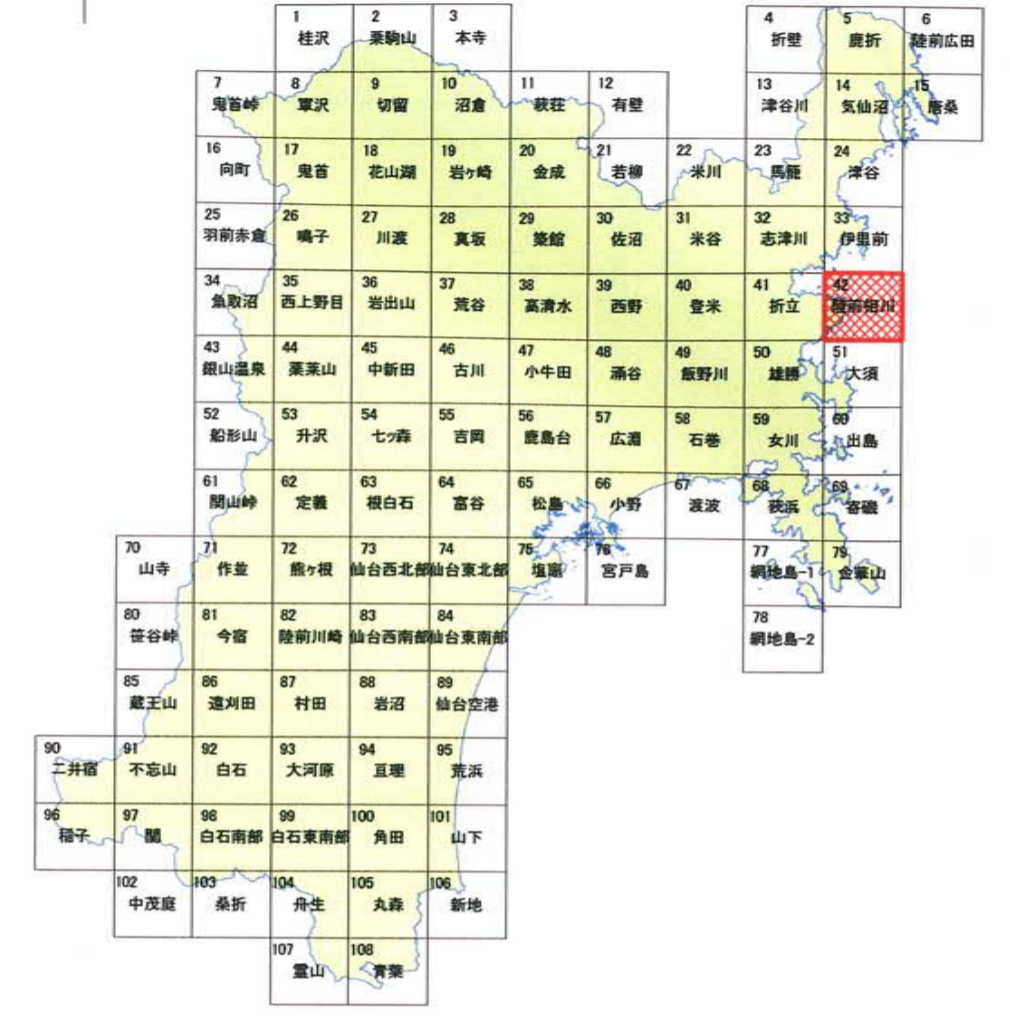 1
桂沢
2
栗駒山
3
本寺
4
折壁
5
鹿折
6
陸前広田
7
鬼首峠
8
軍沢
9
切留
10
沼倉
11
萩荘
12
有壁
13
津谷川
14
気仙沼
15
唐桑
16
向町
17
鬼首
18
花山湖
19
岩ヶ崎
20
金成
21
若柳
22
米川
23
馬籠
24
津谷
25
羽前赤倉
26
鳴子
27
川渡
28
真坂
29
築館
30
佐沼
31
米谷
32
志津川
33
伊里前
34
魚取沼
35
西上野目
36
岩出山
37
荒谷
38
高清水
39
西野
40
登米
41
折立
42
陸前相川
43
銀山温泉
44
薬莱山
45
中新田
46
古川
47
小牛田
48
涌谷
49
飯野川
50
雄勝
51
大須
52
船形山
53
升沢
54
七ッ森
55
吉岡
56
鹿島台
57
広淵
58
石巻
59
女川
60
出島
61
関山峠
62
定義
63
根白石
64
富谷
65
松島
66
小野
67
渡波
68
荻浜
69
寄磯
70
山寺
71
作並
72
熊ヶ根
73
仙台西北部
74
仙台東北部
75
塩竈
76
宮戸島
77
網地島-1
79
金華山
80
笹谷峠
81
今宿
82
陸前川崎
83
仙台西南部
84
仙台東南部
78
網地島-2
85
蔵王山
86
遠刈田
87
村田
88
岩沼
89
仙台空港
90
二井宿
91
不忘山
92
白石
93
大河原
94
亘理
95
荒浜
96
稲子
97
関
98
白石南部
99
白石東南部
100
角田
101
山下
102
中茂庭
103
桑折
104
舟生
105
丸森
106
新地
107
霊山
108
青葉